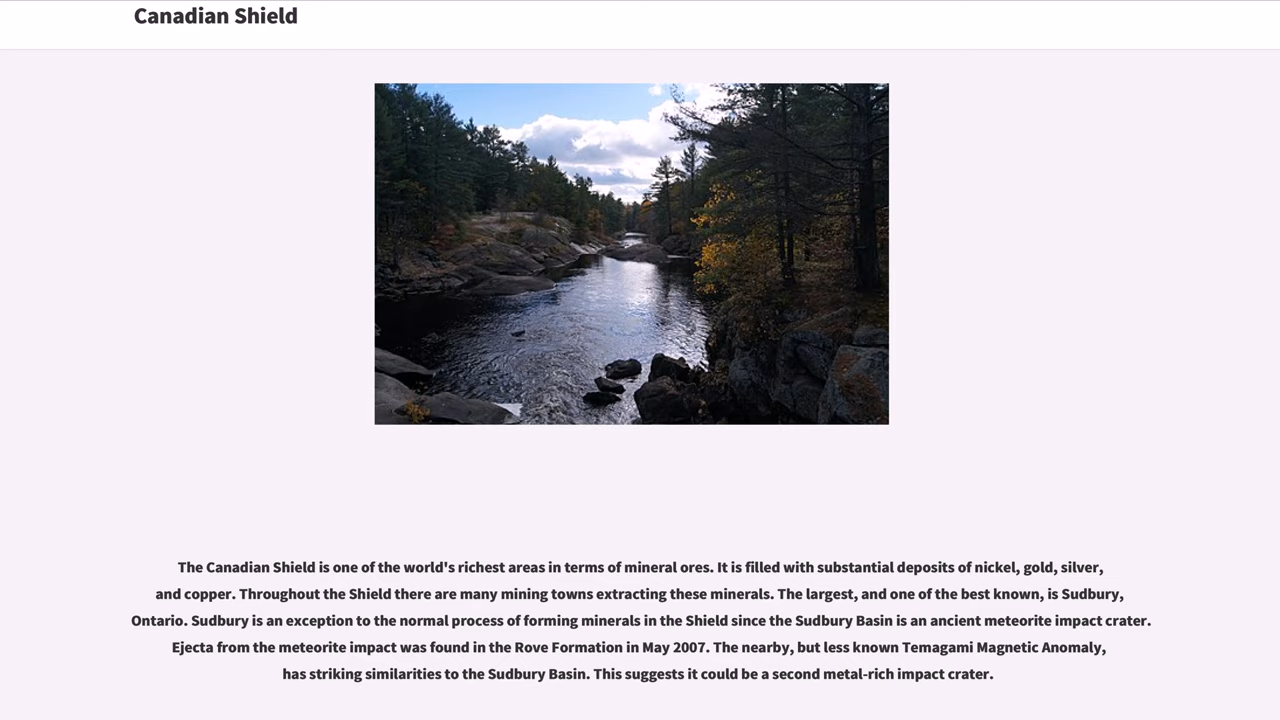 Canadian Shield
The Canadian Shield is one of the world's richest areas in terms of mineral ores. It is filled with substantial deposits of nickel, gold, silver,
and copper. Throughout the Shield there are many mining towns extracting these minerals. The largest, and one of the best known, is Sudbury,
Ontario. Sudbury is an exception to the normal process of forming minerals in the Shield since the Sudbury Basin is an ancient meteorite impact crater.
Ejecta from the meteorite impact was found in the Rove Formation in May 2007. The nearby, but less known Temagami Magnetic Anomaly,
has striking similarities to the Sudbury Basin. This suggests it could be a second metal-rich impact crater.